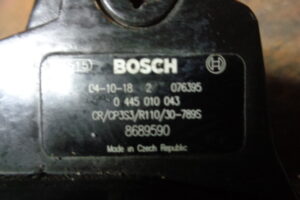 15 BOSCH
04-10-18 2 076395
0 445 010 043
CR/CP3S3/R110/30-789S
8689590
Made in Czech Republic